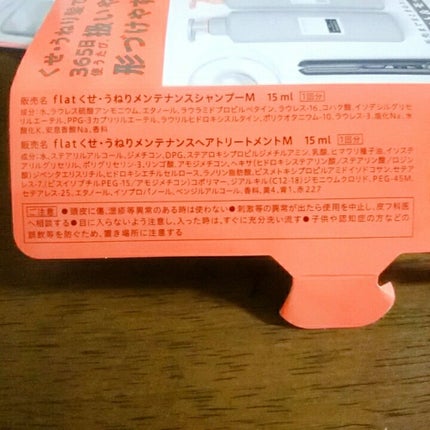 くせ・うねり髪で
365日扱いや
使うたび、
形づけやす
販売名 flatくせ・うねりメンテナンスシャンプーM 15ml 1回分
成分:水、ラウレス硫酸アンモニウム、エタノール、ラウラミドプロピルベタイン、ラウレス-16、コハク酸、イソデシルグリセ
リルエーテル、PPG-3カプリリルエーテル、ラウリルヒドロキシスルタイン、ポリクオタニウム-10、ラウレス-3、塩化Na、水
酸化K、安息香酸Na、香料
販売名 flatくせ・うねりメンテナンスヘアトリートメントM 15ml 1回分
成分:水、ステアリルアルコール、ジメチコン、DPG、ステアロキシプロピルジメチルアミン、乳酸、ヒマワリ種子油、イソステ
アリルグリセリル、ポリグリセリル-3、リンゴ酸、アモジメチコン、ヘキサ(ヒドロキシステアリン酸/ステアリン酸/ロジン
酸)ジペンタエリスリチル、ヒドロキシエチルセルロース、ラノリン脂肪酸、ビスメトキシプロピルアミドイソドコサン、セテア
レス-7、(ビスイソブチルPEG-15/アモジメチコン)コポリマー、ジアルキル(C12-18)ジモニウムクロリド、PEG-45M、
セテアレス-25、エタノール、イソプロパノール、ベンジルアルコール、香料、黄4、青1、赤227
ご注意 ●頭皮に傷、湿疹等異常のある時は使わない ●刺激等の異常が出たら使用を中止し、皮フ科医
へ相談する ●目に入らないよう注意し、入った時は、すぐに充分洗い流す ●子供や認知症の方などの
誤飲等を防ぐため、置き場所に注意する